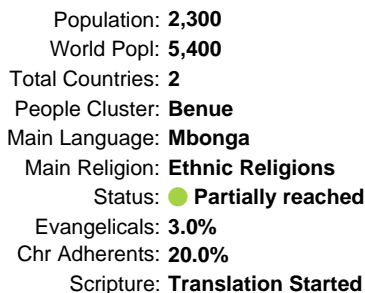 Population: 2,300
World Popl: 5,400
Total Countries: 2
People Cluster: Benue
Main Language: Mbonga
Main Religion: Ethnic Religions
Status: Partially reached
Evangelicals: 3.0%
Chr Adherents: 20.0%
Scripture: Translation Started